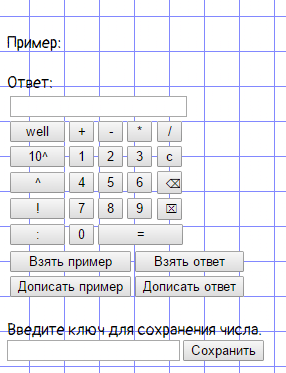 Пример:
Ответ:
well + - * /
10^ 1 2 3 c
^ 4 5 6 ⌫
! 7 8 9 ⌧
: 0 =
Взять пример Взять ответ
Дописать пример Дописать ответ
Введите ключ для сохранения числа.
Сохранить